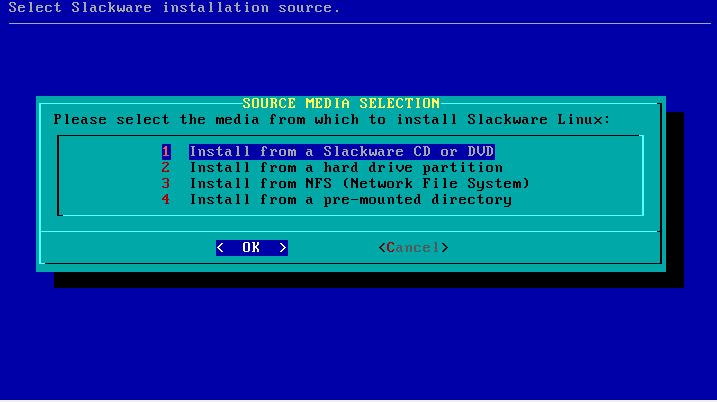 Select Slackware installation source.
SOURCE MEDIA SELECTION
Please select the media from which to install Slackware Linux:
1 Install from a Slackware CD or DVD
2 Install from a hard drive partition
3 Install from NFS (Network File System)
4 Install from a pre-mounted directory
< OK > <Cancel>